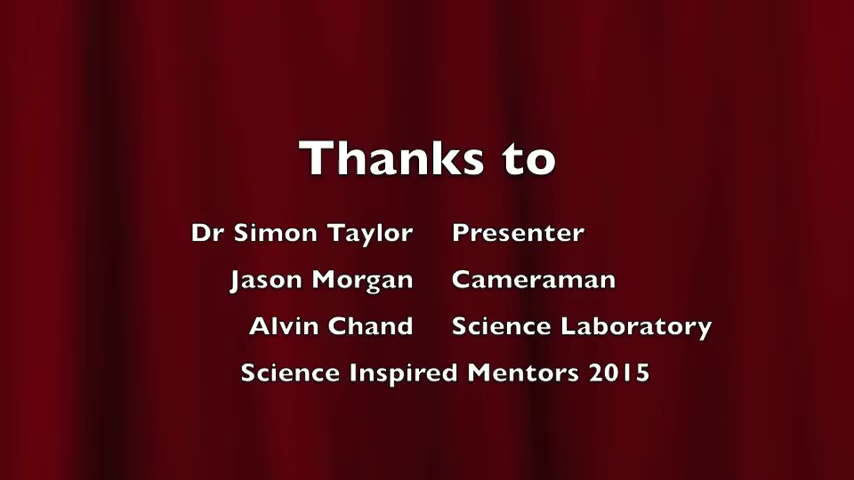 Thanks to
Dr Simon Taylor Presenter
Jason Morgan Cameraman
Alvin Chand Science Laboratory
Science Inspired Mentors 2015